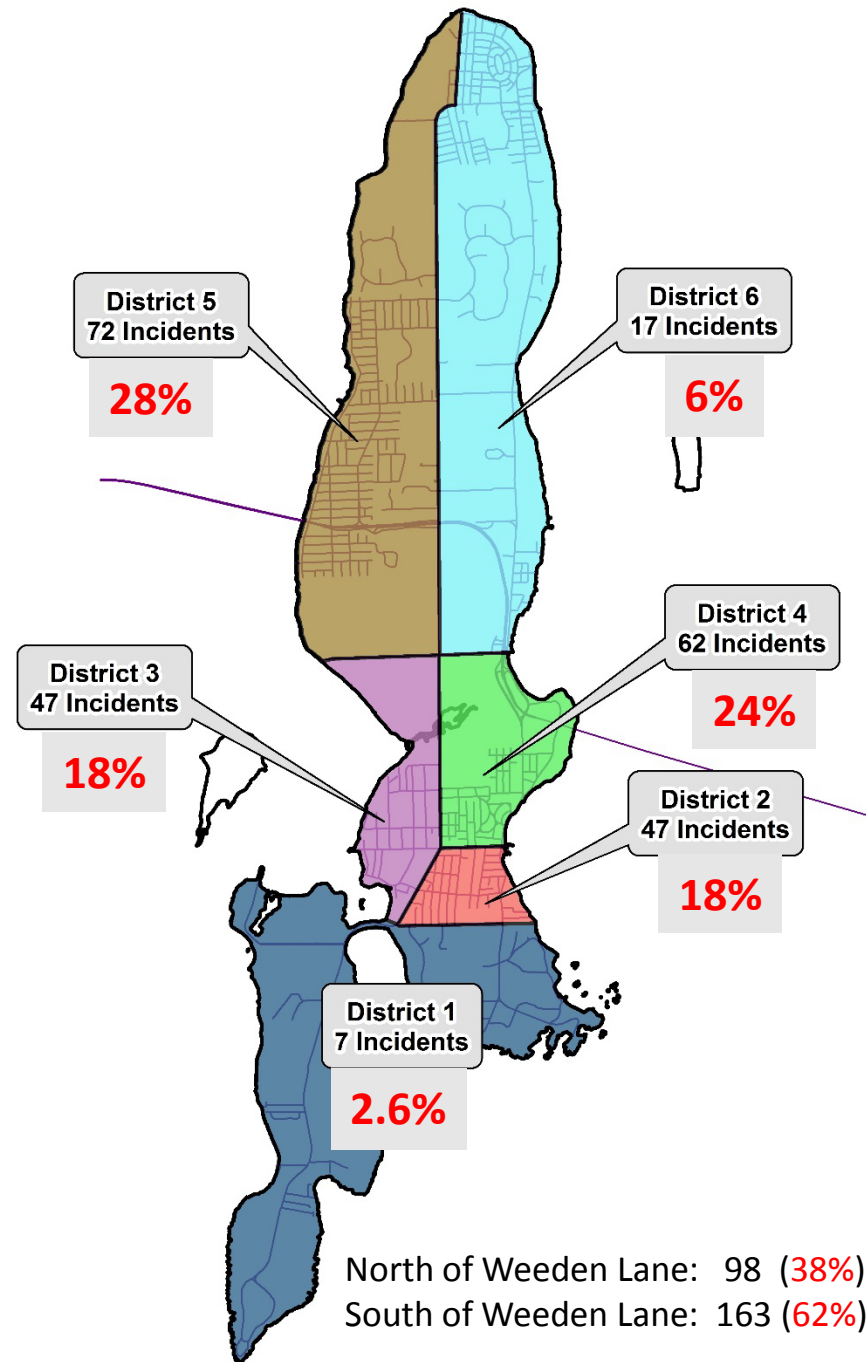 District 5
72 Incidents
28%
District 6
17 Incidents
6%
District 4
62 Incidents
24%
District 3
47 Incidents
18%
District 2
47 Incidents
18%
District 1
7 Incidents
2.6%
North of Weeden Lane: 98 (38%)
South of Weeden Lane: 163 (62%)